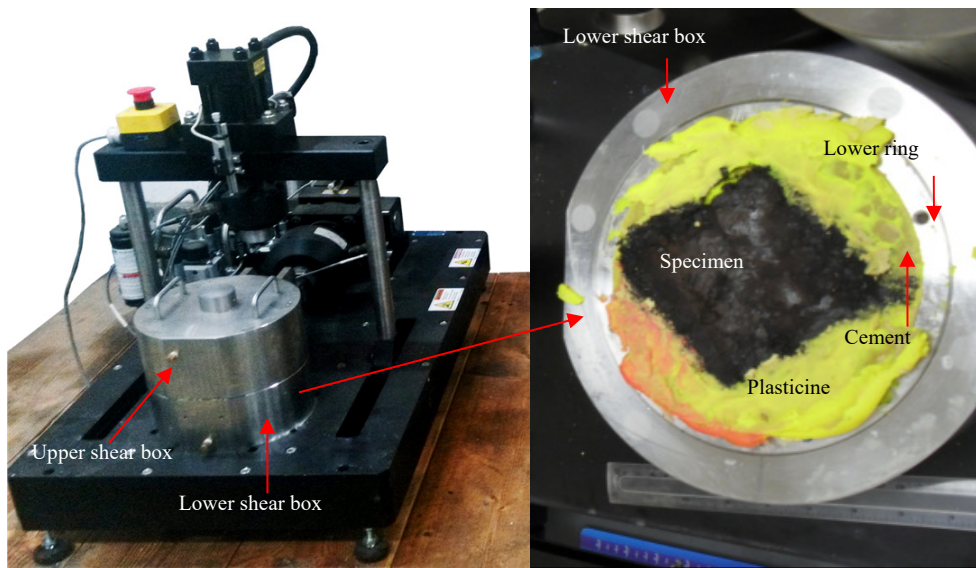 Upper shear box
Lower shear box
Lower shear box
Lower ring
Specimen
Cement
Plasticine